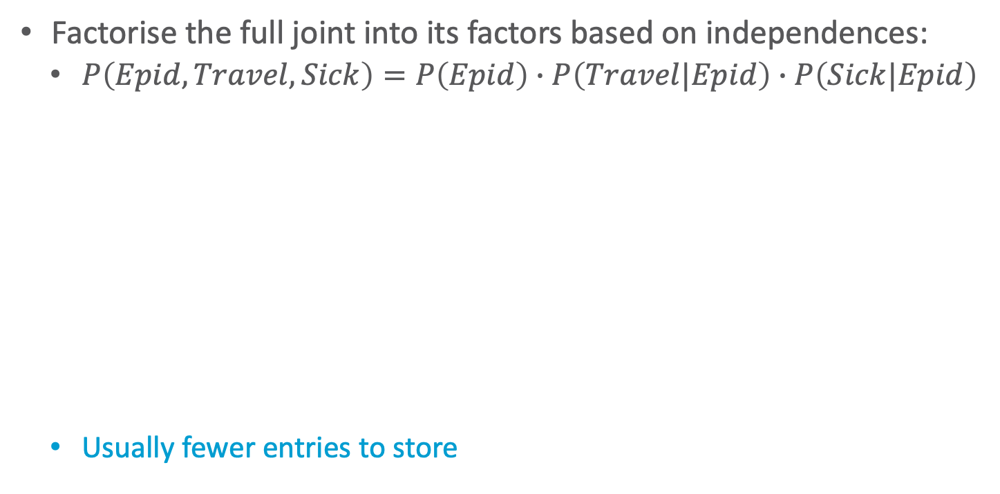 • Factorise the full joint into its factors based on independences:
• P(Epid, Travel, Sick) = P(Epid) · P(Travel|Epid) · P(Sick|Epid)
• Usually fewer entries to store